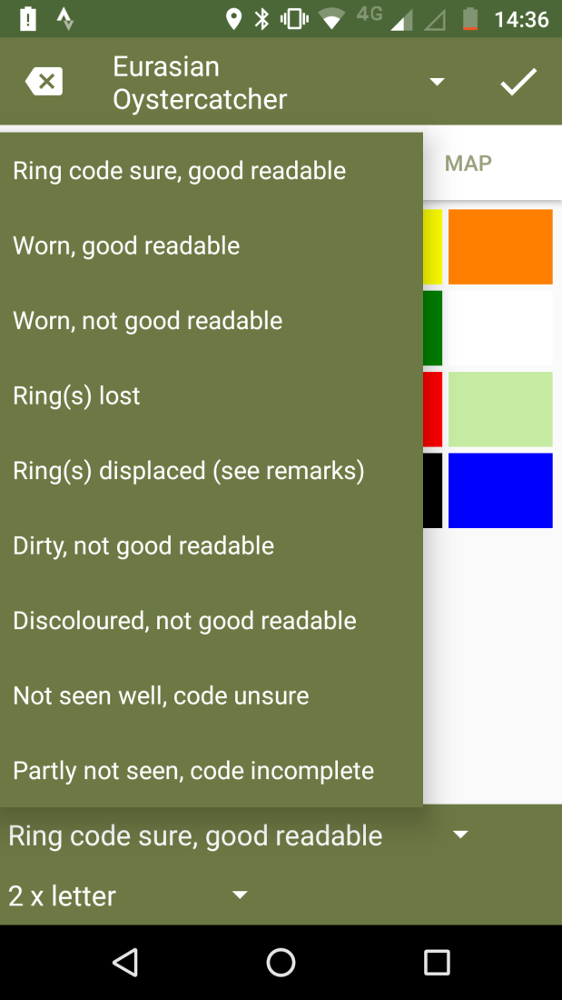 4G 14:36
Eurasian
Oystercatcher
MAP
Ring code sure, good readable
Worn, good readable
Worn, not good readable
Ring(s) lost
Ring(s) displaced (see remarks)
Dirty, not good readable
Discoloured, not good readable
Not seen well, code unsure
Partly not seen, code incomplete
Ring code sure, good readable
2 x letter